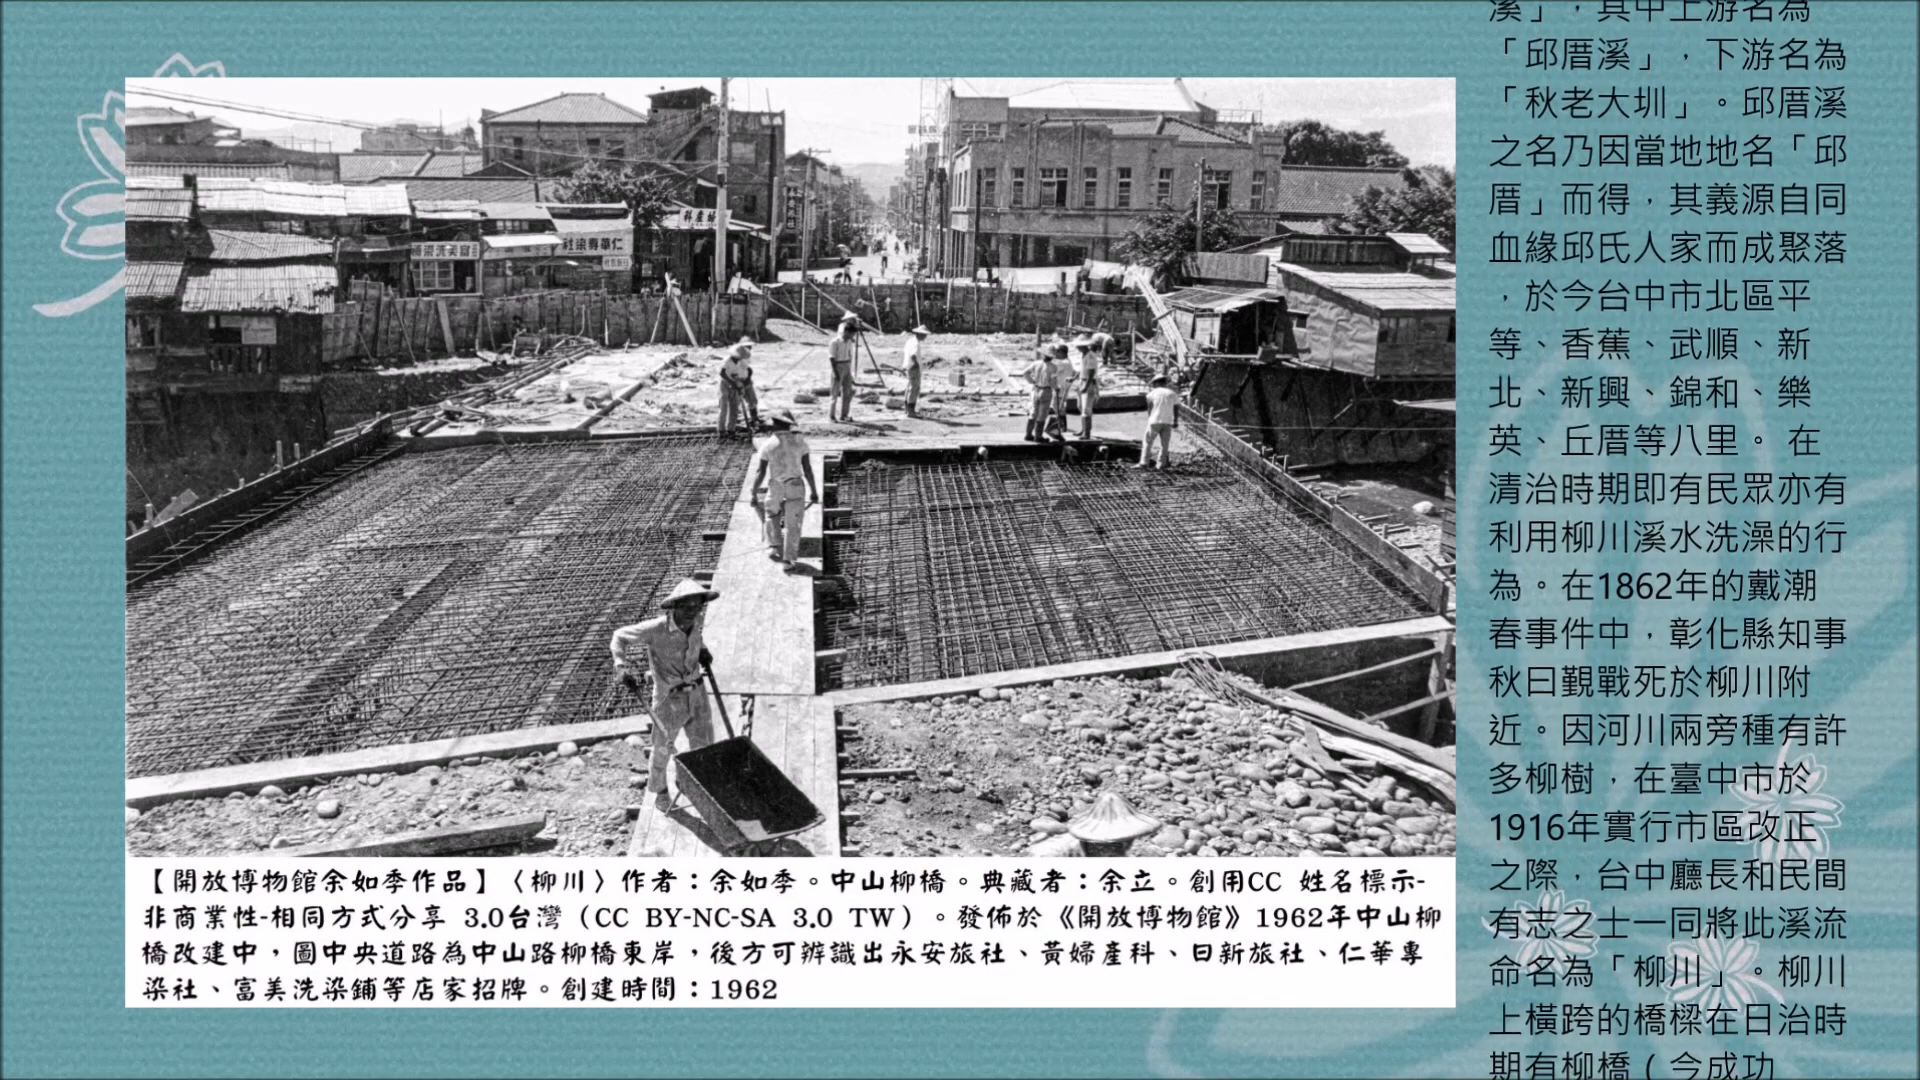 產科
仁華專染社
富美洗染
【開放博物館余如季作品】〈柳川〉作者：余如季。中山柳橋。典藏者：余立。創用CC 姓名標示-
非商業性-相同方式分享 3.0台灣（CC BY-NC-SA 3.0 TW）。發佈於《開放博物館》1962年中山柳
橋改建中，圖中央道路為中山路柳橋東岸，後方可辨識出永安旅社、黃婦產科、日新旅社、仁華專
染社、富美洗染鋪等店家招牌。創建時間：1962
溪」，其中上游名為
「邱厝溪」，下游名為
「秋老大圳」。邱厝溪
之名乃因當地地名「邱
厝」而得，其義源自同
血緣邱氏人家而成聚落
，於今台中市北區平
等、香蕉、武順、新
北、新興、錦和、樂
英、丘厝等八里。 在
清治時期即有民眾亦有
利用柳川溪水洗澡的行
為。在1862年的戴潮
春事件中，彰化縣知事
秋曰覲戰死於柳川附
近。因河川兩旁種有許
多柳樹，在臺中市於
1916年實行市區改正
之際，台中廳長和民間
有志之士一同將此溪流
命名為「柳川」。柳川
上橫跨的橋樑在日治時
期有柳橋（今成功